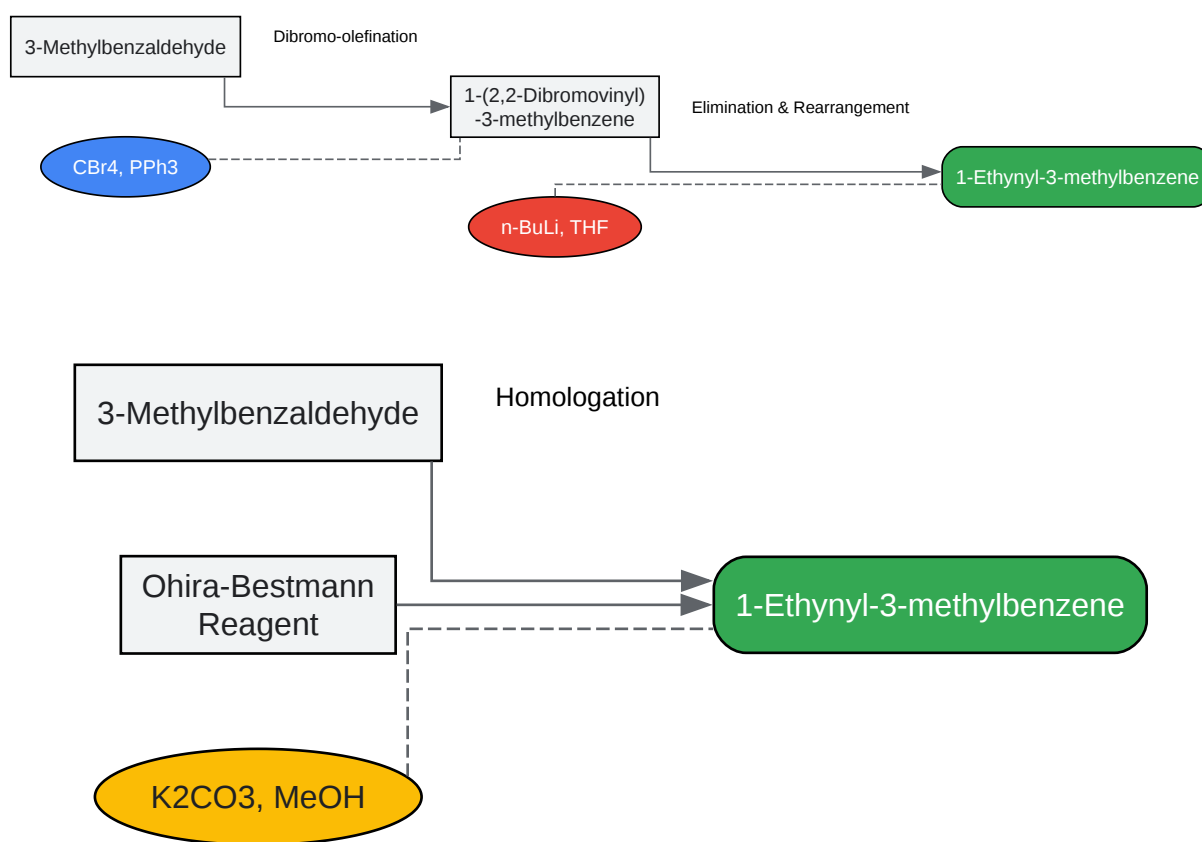 3-Methylbenzaldehyde
Dibromo-olefination
1-(2,2-Dibromovinyl)
-3-methylbenzene
Elimination & Rearrangement
CBr4, PPh3
1-Ethynyl-3-methylbenzene
n-BuLi, THF
3-Methylbenzaldehyde
Homologation
Ohira-Bestmann
Reagent
1-Ethynyl-3-methylbenzene
K2CO3, MeOH